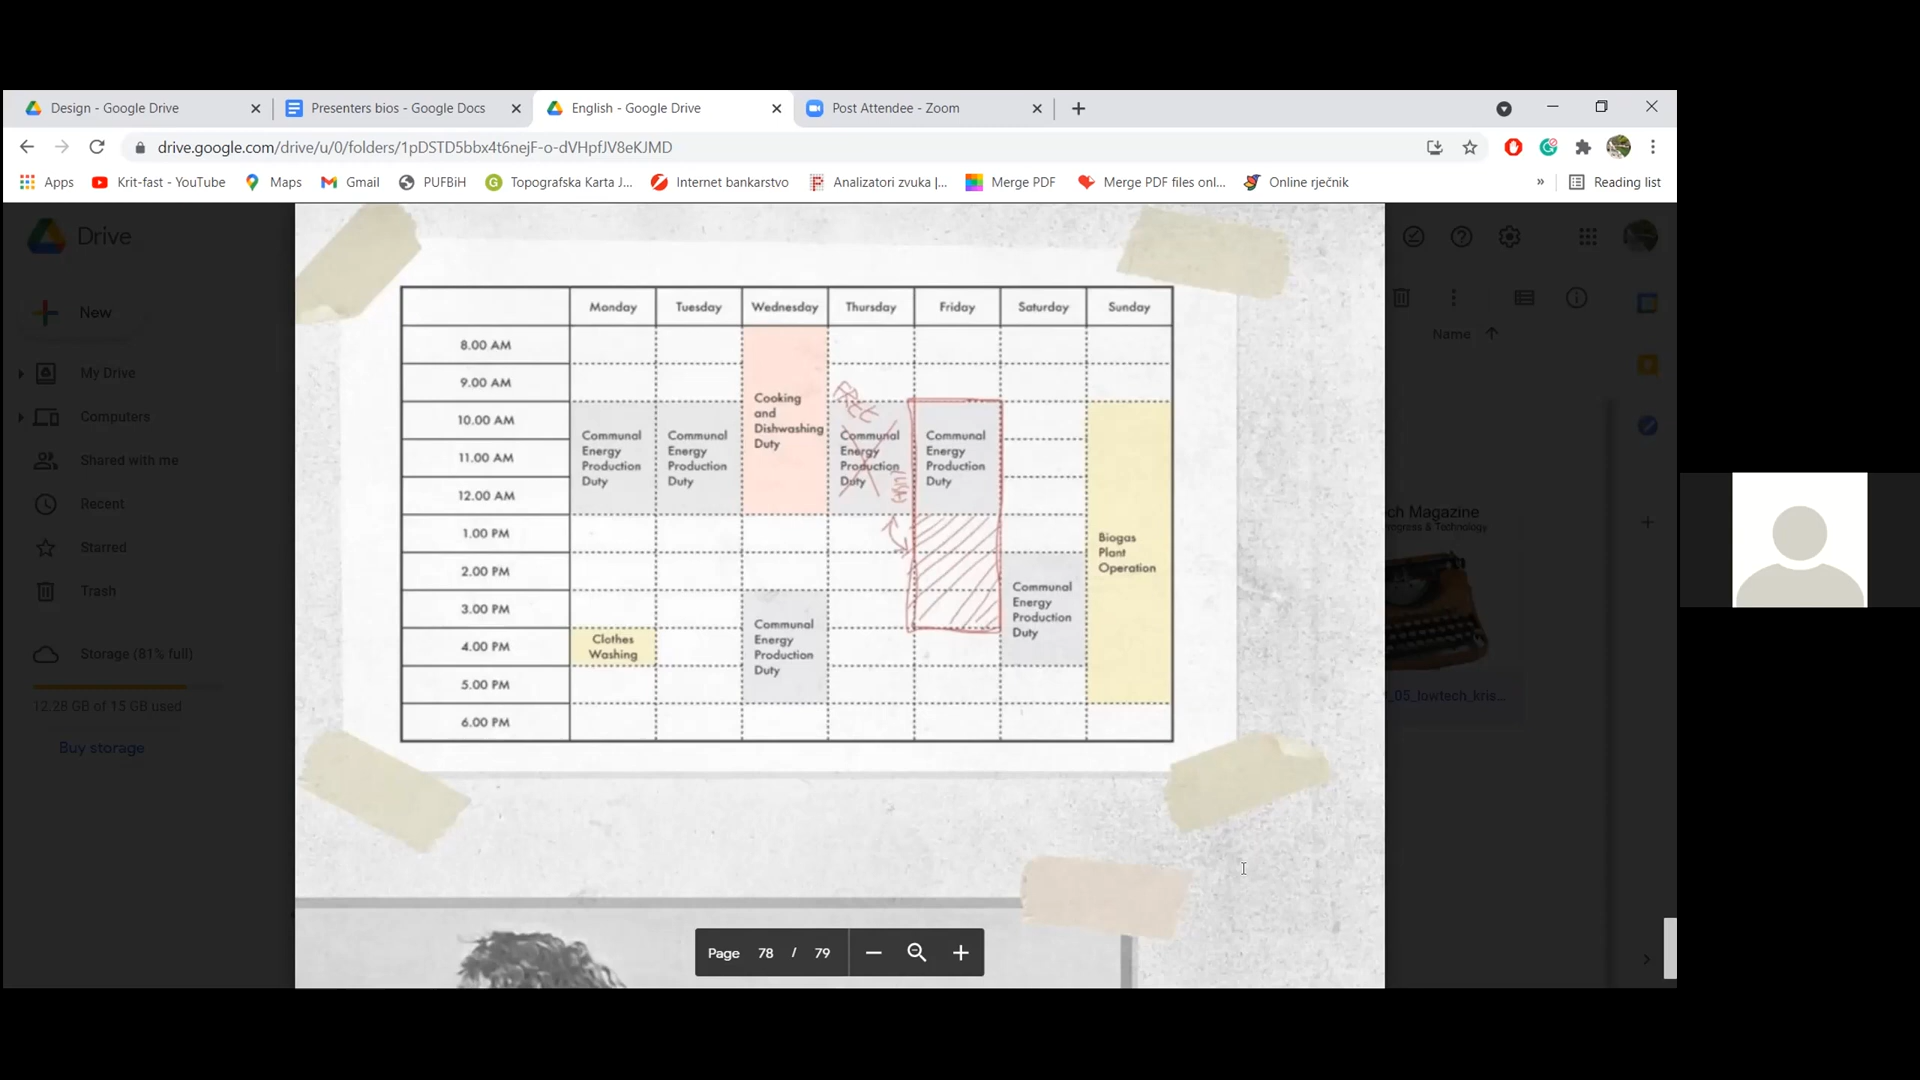 Design - Google Drive
Presenters bios - Google Docs
English - Google Drive
Post Attendee - Zoom
drive.google.com/drive/u/0/folders/1pDSTD5bbx4t6nejF-o-dVHpfJV8eKJMD
Apps
Krit-fast - YouTube
Maps
Gmail
PUFBiH
Topografska Karta J...
Internet bankarstvo
Analizatori zvuka |...
Merge PDF
Merge PDF files onl...
Online rječnik
»
Reading list
Drive
New
My Drive
Computers
Shared with me
Recent
Starred
Trash
Storage (81% full)
12.28 GB of 15 GB used
Buy storage
Monday Tuesday Wednesday Thursday Friday Saturday Sunday
8.00 AM
9.00 AM
10.00 AM
11.00 AM
12.00 AM
1.00 PM
2.00 PM
3.00 PM
4.00 PM
5.00 PM
6.00 PM
Communal
Energy
Production
Duty
Clothes
Washing
Communal
Energy
Production
Duty
Cooking
and
Dishwashing
Duty
Communal
Energy
Production
Duty
FREE
Communal
Energy
Production
Duty
Communal
Energy
Production
Duty
Communal
Energy
Production
Duty
Biogas
Plant
Operation
Name
ch Magazine
ogress & Technology
_05_lowtech_kris...
Page 78 / 79